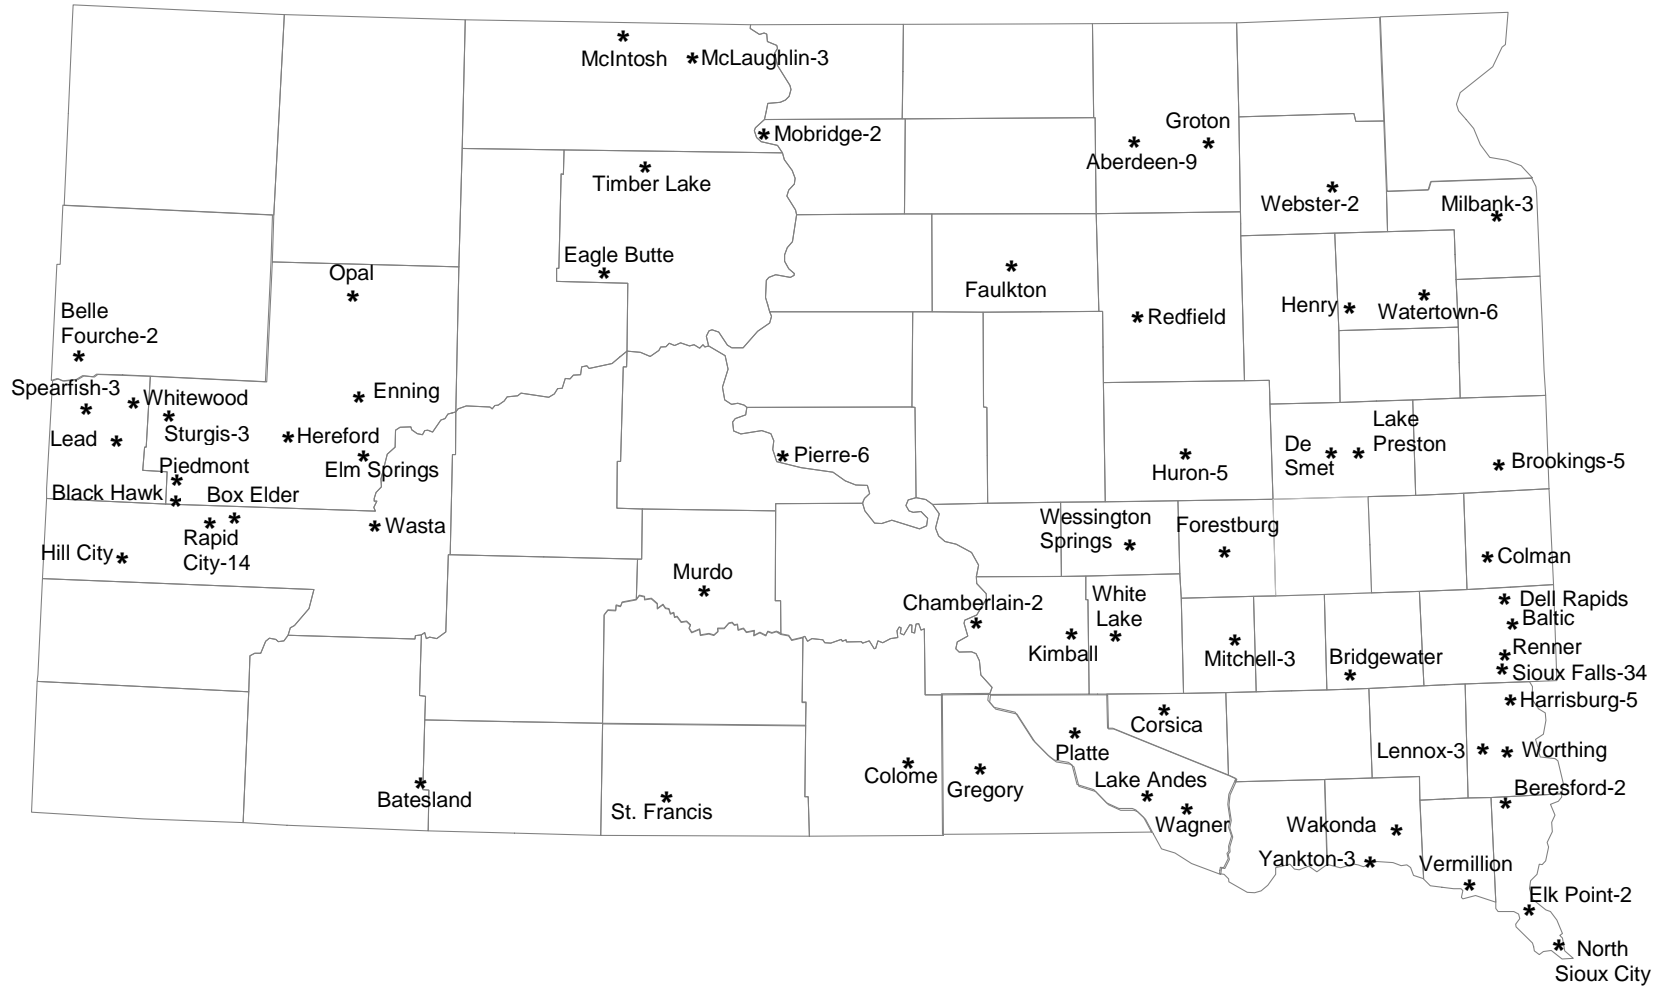 McIntosh
McLaughlin-3
Mobridge-2
Groton
Aberdeen-9
Timber Lake
Webster-2
Milbank-3
Eagle Butte
Opal
Faulkton
Belle
Fourche-2
Henry
Watertown-6
Redfield
Spearfish-3
Whitewood
Enning
Sturgis-3
Lead
Hereford
Elm Springs
Lake
Preston
De
Smet
Pierre-6
Huron-5
Brookings-5
Piedmont
Black Hawk
Box Elder
Rapid
City-14
Wasta
Hill City
Wessington
Springs
Forestburg
Colman
Murdo
Chamberlain-2
White
Lake
Kimball
Mitchell-3
Bridgewater
Dell Rapids
Baltic
Renner
Sioux Falls-34
Harrisburg-5
Corsica
Platte
Lennox-3
Worthing
Colome
Gregory
Lake Andes
Beresford-2
Batesland
St. Francis
Wagner
Wakonda
Yankton-3
Vermillion
Elk Point-2
North
Sioux City